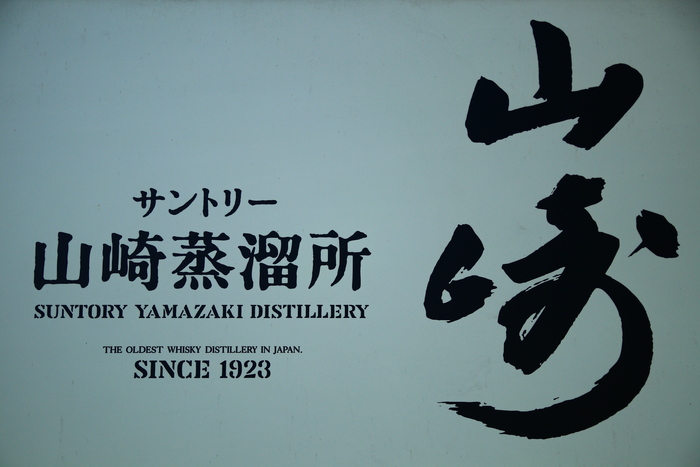 サントリー
山崎蒸溜所
SUNTORY YAMAZAKI DISTILLERY
THE OLDEST WHISKY DISTILLERY IN JAPAN.
SINCE 1923
山崎